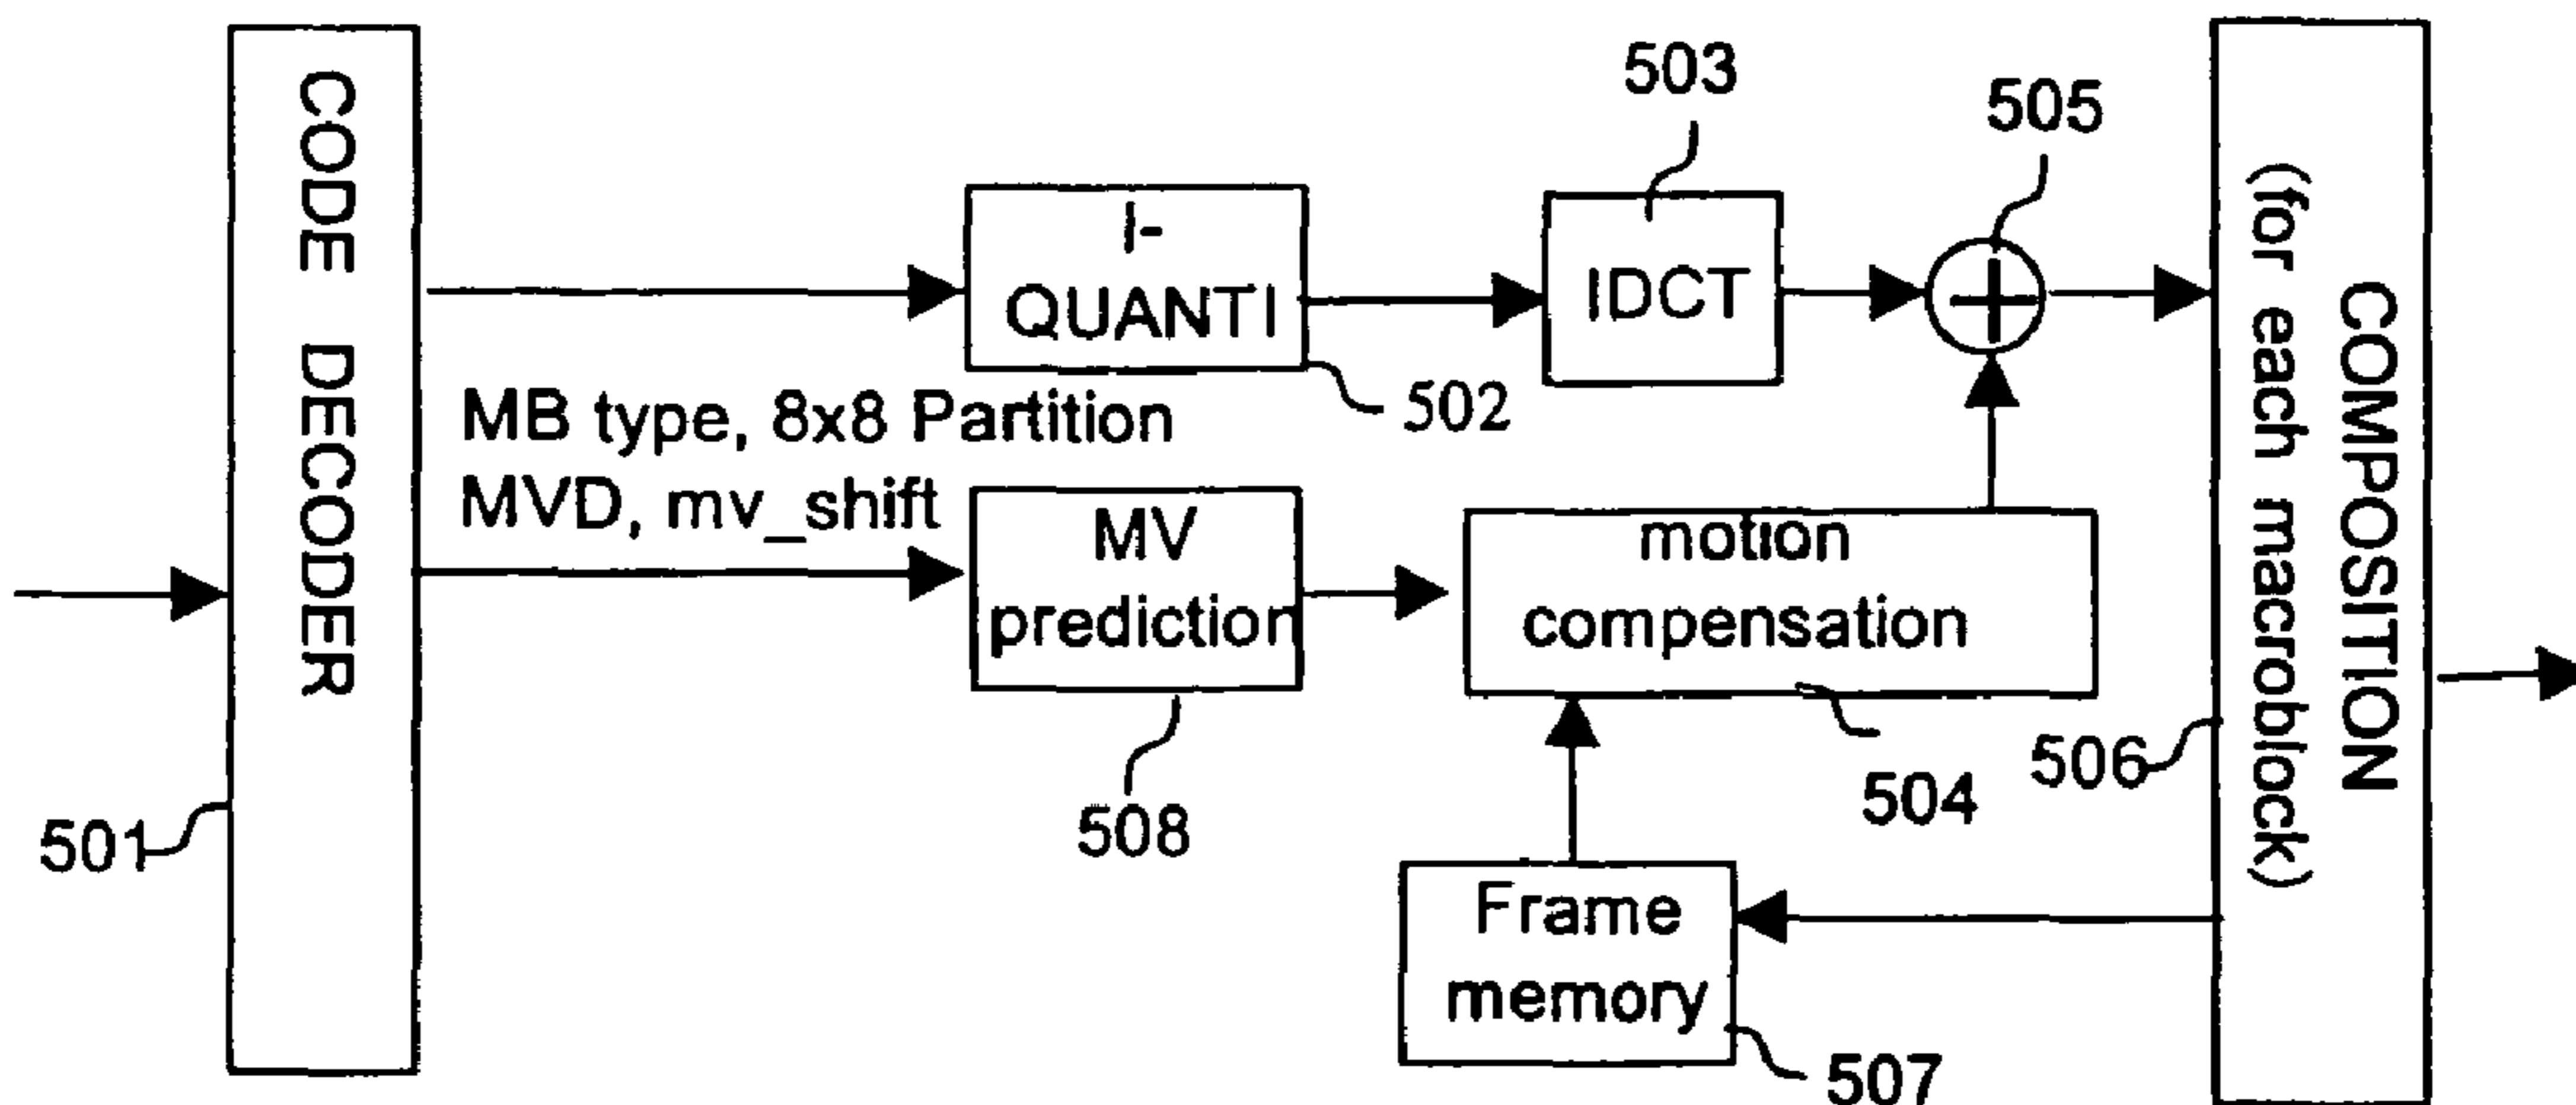 CODE DECODER
501
I-
QUANTI
502
503
IDCT
505
MB type, 8x8 Partition
MVD, mv_shift
MV
prediction
508
motion
compensation
504
Frame
memory
507
506
COMPOSITION
(for each macroblock)